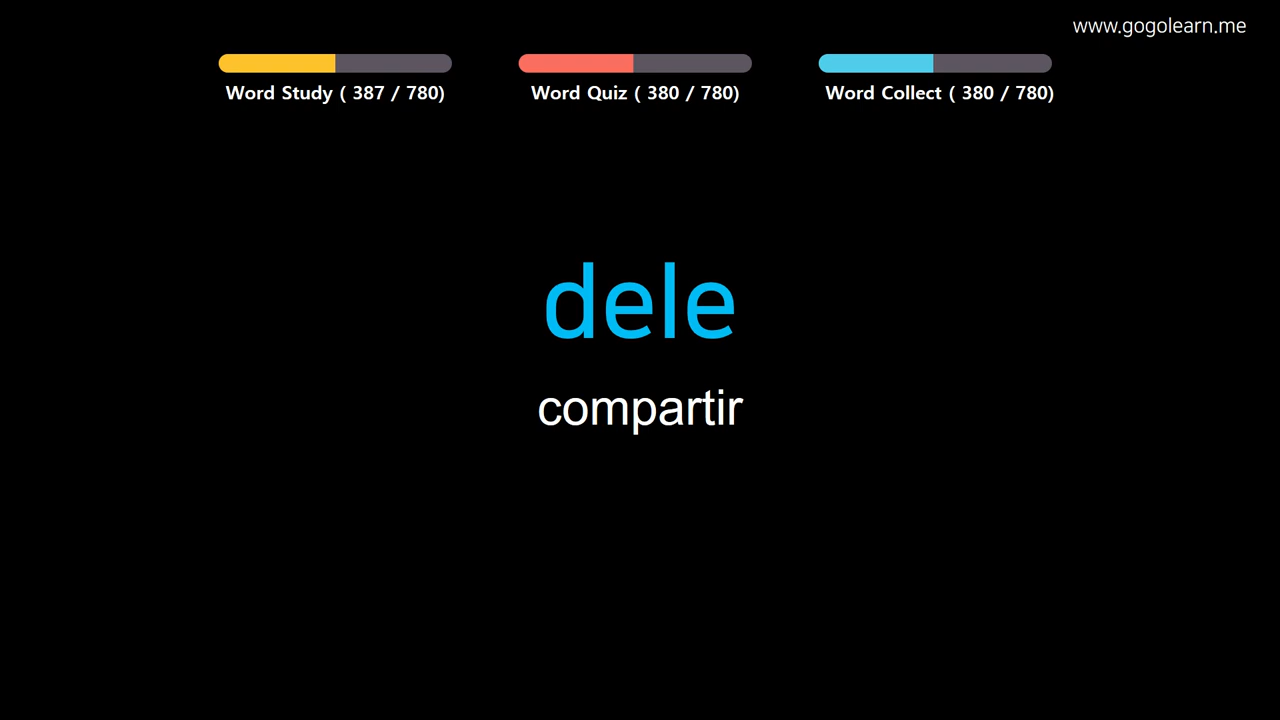 www.gogolearn.me
Word Study ( 387 / 780)
Word Quiz ( 380 / 780)
Word Collect ( 380 / 780)
dele
compartir